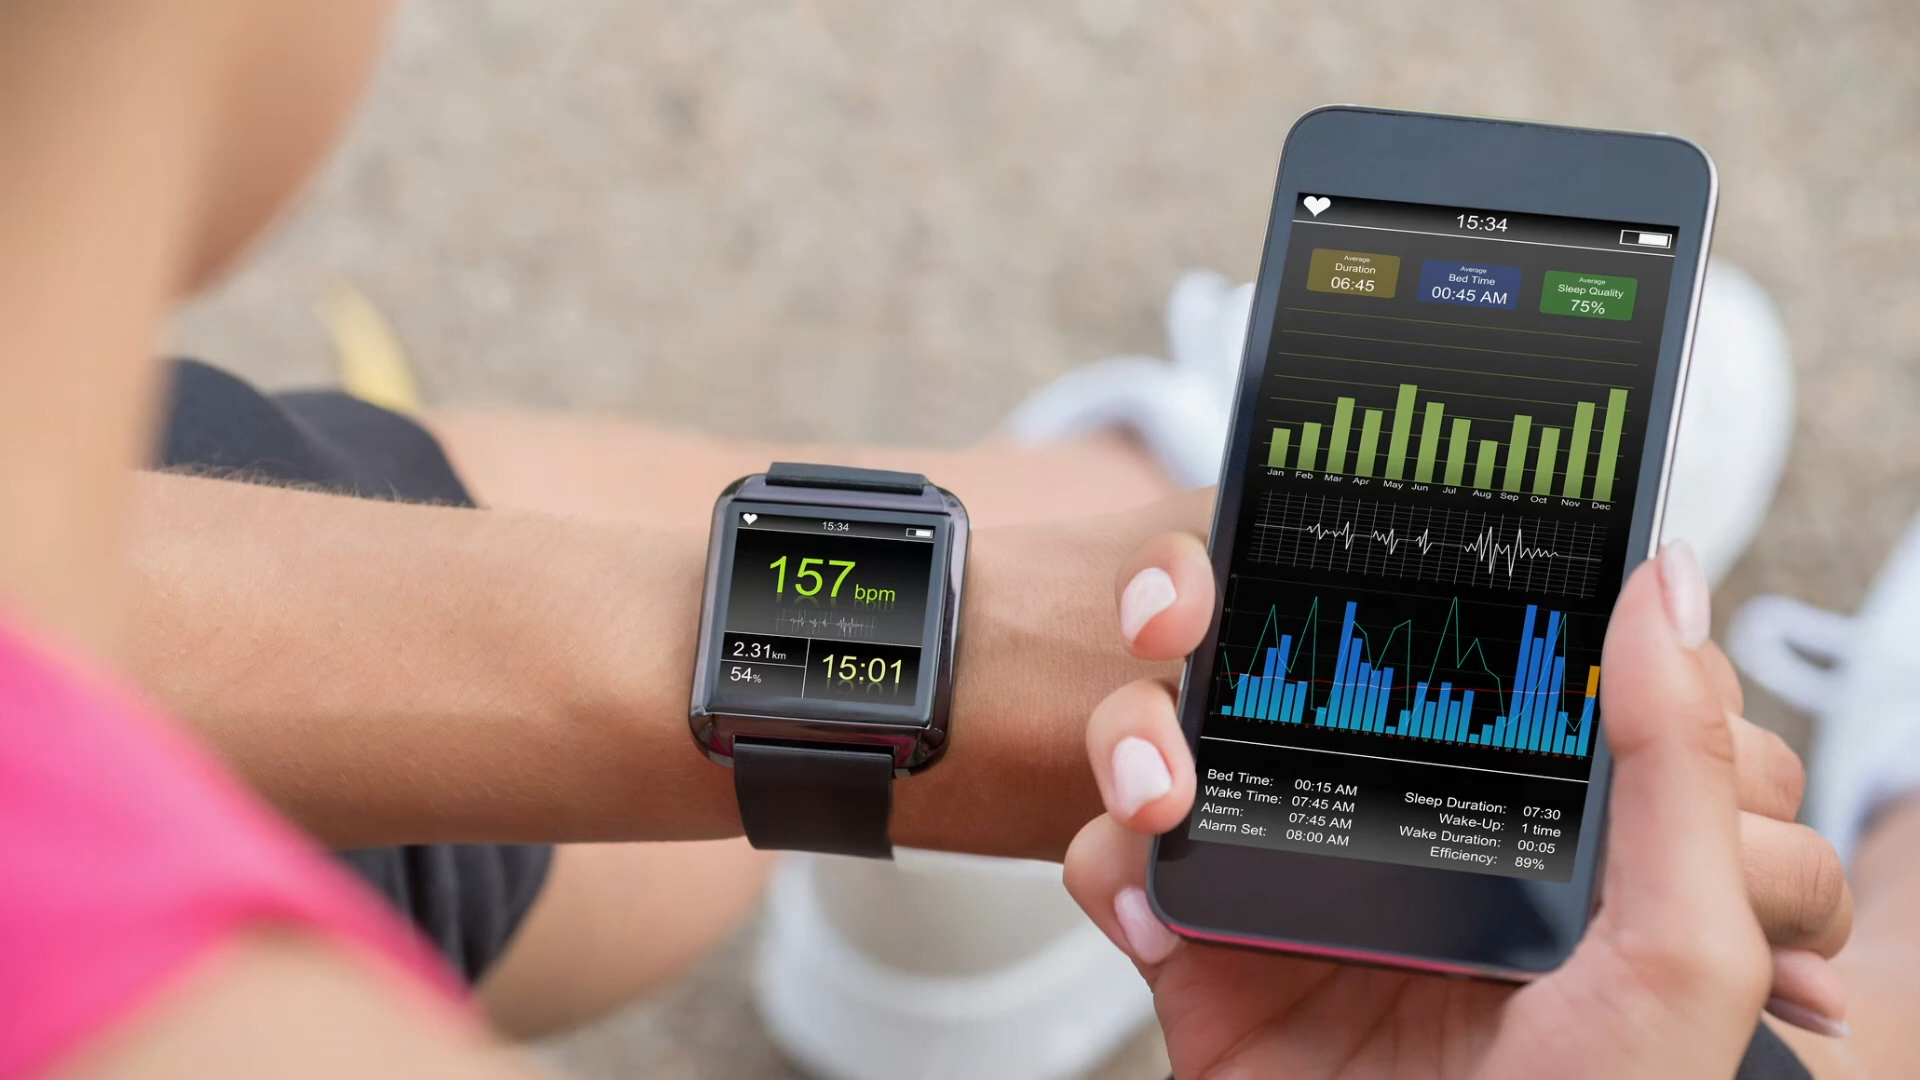 15:34
157 bpm
2.31km
54%
15:01
15:34
Average
Duration
06:45
Average
Bed Time
00:45 AM
Average
Sleep Quality
75%
Jan Feb Mar Apr May Jun Jul Aug Sep Oct Nov Dec
Bed Time: 00:15 AM
Wake Time: 07:45 AM
Alarm: 07:45 AM
Alarm Set: 08:00 AM
Sleep Duration: 07:30
Wake-Up: 1 time
Wake Duration: 00:05
Efficiency: 89%